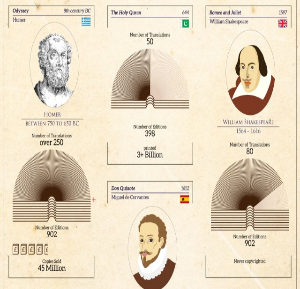 Odyssey 8th century BC
Homer
HOMER
BETWEEN 750 TO 650 BC
Number of Translations
over 250
Number of Editions
902
Copies Sold
45 Million
The Holy Quran 644
Number of Translations
50
Number of Editions
398
printed
3+ Billion
Don Quixote 1612
Miguel de Cervantes
Romeo and Juliet 1597
William Shakespeare
WILLIAM SHAKESPEARE
1564 - 1616
Number of Translations
80
Number of Editions
902
Never copyrighted